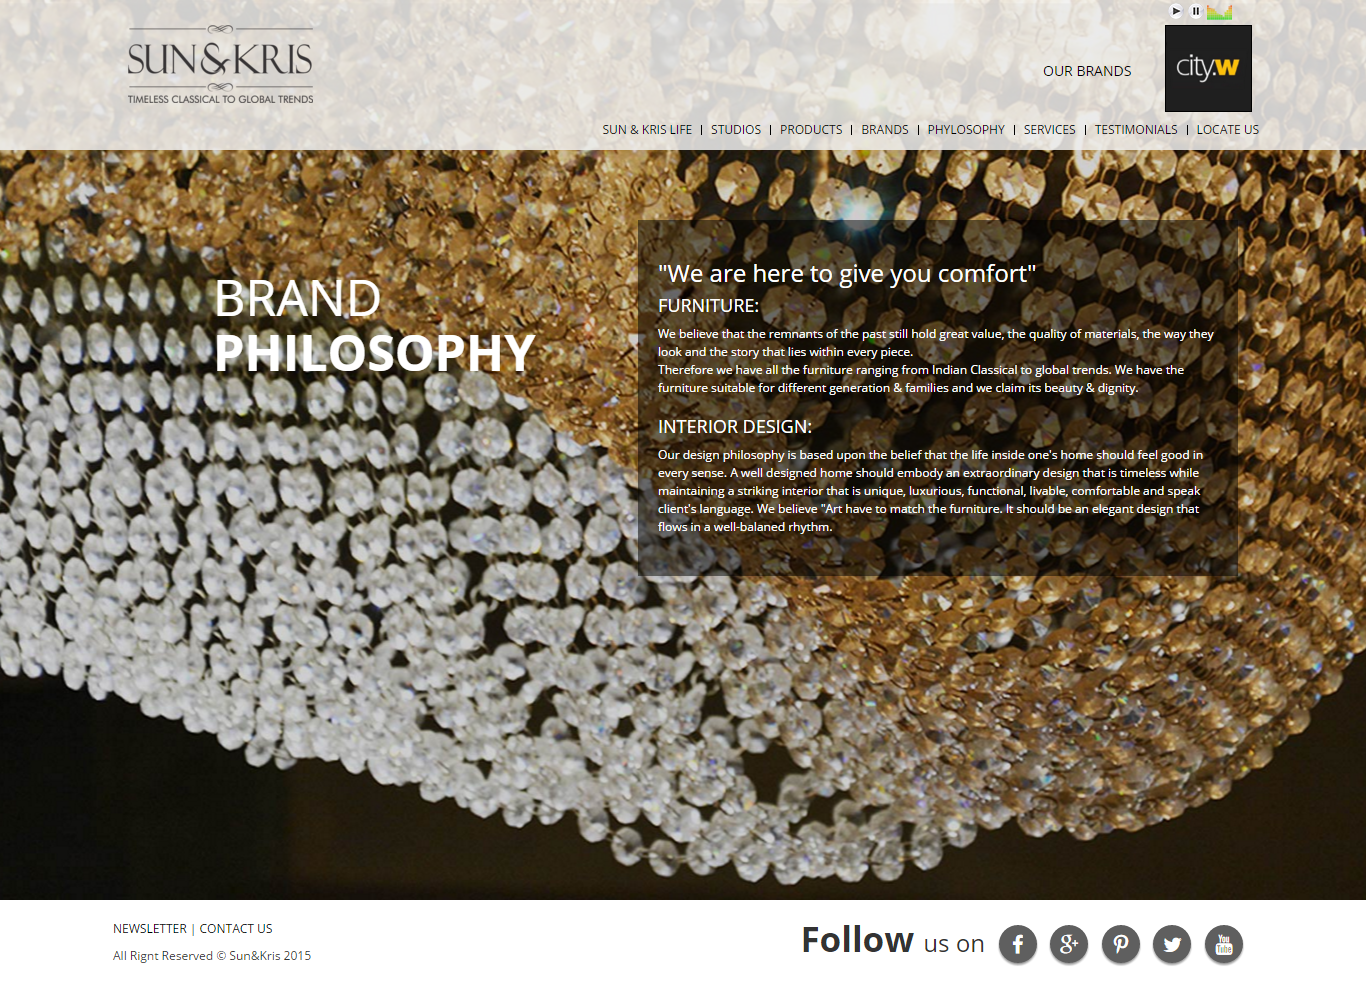 SUN&KRIS
TIMELESS CLASSICAL TO GLOBAL TRENDS
OUR BRANDS
city.w
SUN & KRIS LIFE | STUDIOS | PRODUCTS | BRANDS | PHYLOSOPHY | SERVICES | TESTIMONIALS | LOCATE US
BRAND
PHILOSOPHY
"We are here to give you comfort"
FURNITURE:
We believe that the remnants of the past still hold great value, the quality of materials, the way they
look and the story that lies within every piece.
Therefore we have all the furniture ranging from Indian Classical to global trends. We have the
furniture suitable for different generation & families and we claim its beauty & dignity.
INTERIOR DESIGN:
Our design philosophy is based upon the belief that the life inside one's home should feel good in
every sense. A well designed home should embody an extraordinary design that is timeless while
maintaining a striking interior that is unique, luxurious, functional, livable, comfortable and speak
client's language. We believe "Art have to match the furniture. It should be an elegant design that
flows in a well-balaned rhythm.
NEWSLETTER | CONTACT US
All Rignt Reserved © Sun&Kris 2015
Follow us on
f g+ You Tube